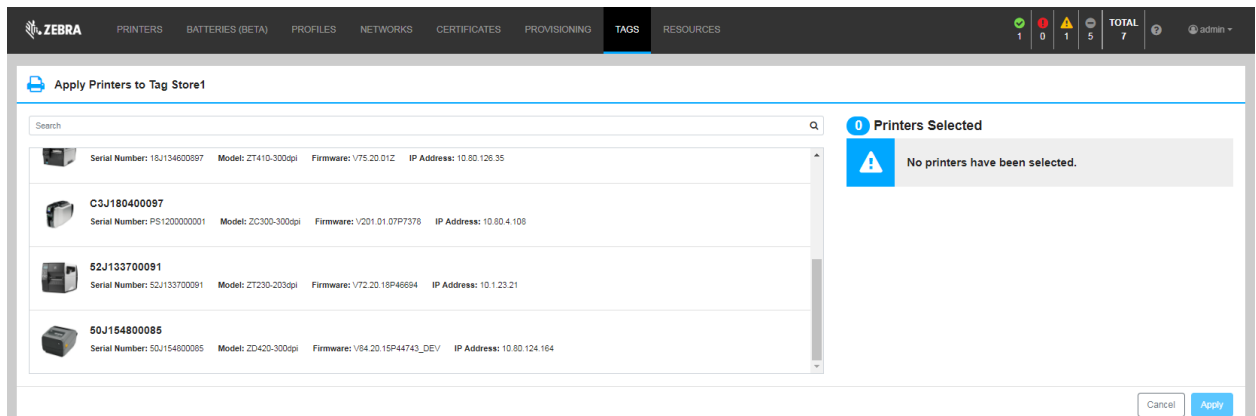 ZEBRA PRINTERS BATTERIES (BETA) PROFILES NETWORKS CERTIFICATES PROVISIONING TAGS RESOURCES 1 0 1 5 TOTAL 7 ? admin
Apply Printers to Tag Store1
Search
0 Printers Selected
No printers have been selected.
Serial Number: 18J134600897 Model: ZT410-300dpi Firmware: V75.20.01Z IP Address: 10.80.126.35
C3J180400097
Serial Number: PS1200000001 Model: ZC300-300dpi Firmware: V201.01.07P7378 IP Address: 10.80.4.108
52J133700091
Serial Number: 52J133700091 Model: ZT230-203dpi Firmware: V72.20.18P46694 IP Address: 10.1.23.21
50J154800085
Serial Number: 50J154800085 Model: ZD420-300dpi Firmware: V84.20.15P44743_DEV IP Address: 10.80.124.164
Cancel Apply